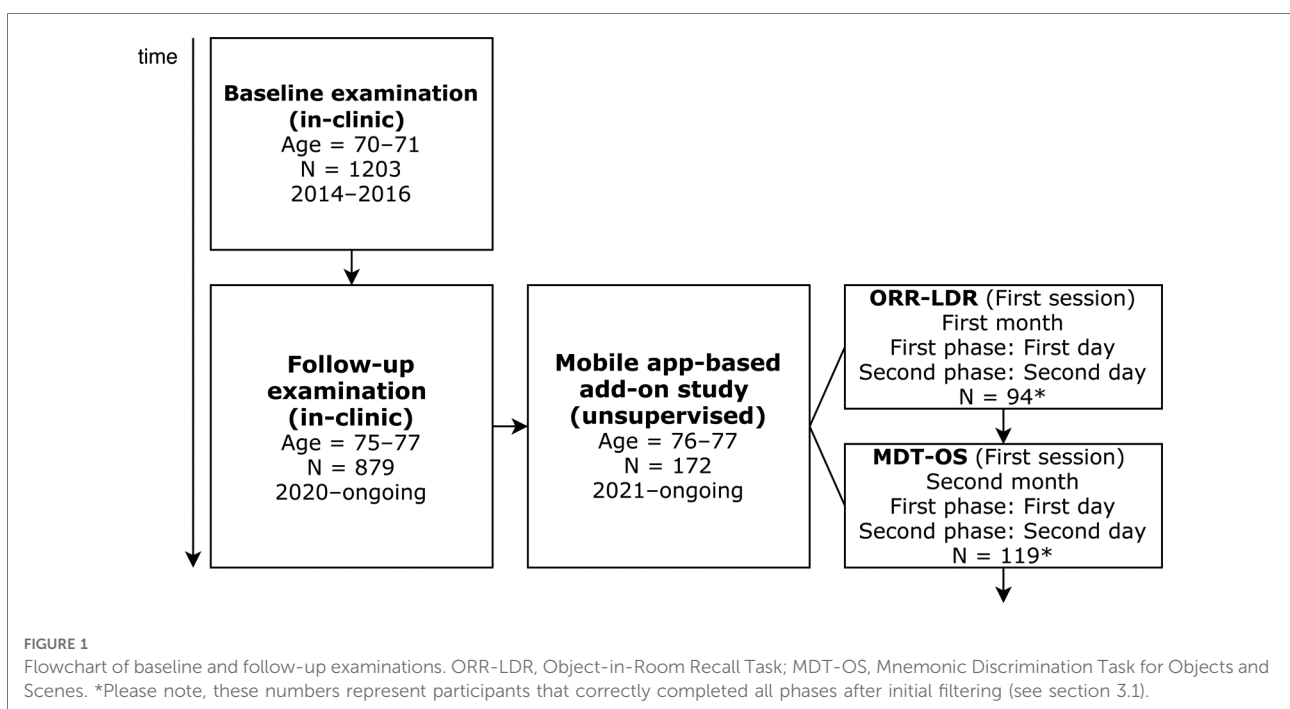 time
Baseline examination
(in-clinic)
Age = 70–71
N = 1203
2014–2016
Follow-up
examination
(in-clinic)
Age = 75–77
N = 879
2020–ongoing
Mobile app-based
add-on study
(unsupervised)
Age = 76–77
N = 172
2021–ongoing
ORR-LDR (First session)
First month
First phase: First day
Second phase: Second day
N = 94*
MDT-OS (First session)
Second month
First phase: First day
Second phase: Second day
N = 119*
FIGURE 1
Flowchart of baseline and follow-up examinations. ORR-LDR, Object-in-Room Recall Task; MDT-OS, Mnemonic Discrimination Task for Objects and
Scenes. *Please note, these numbers represent participants that correctly completed all phases after initial filtering (see section 3.1).